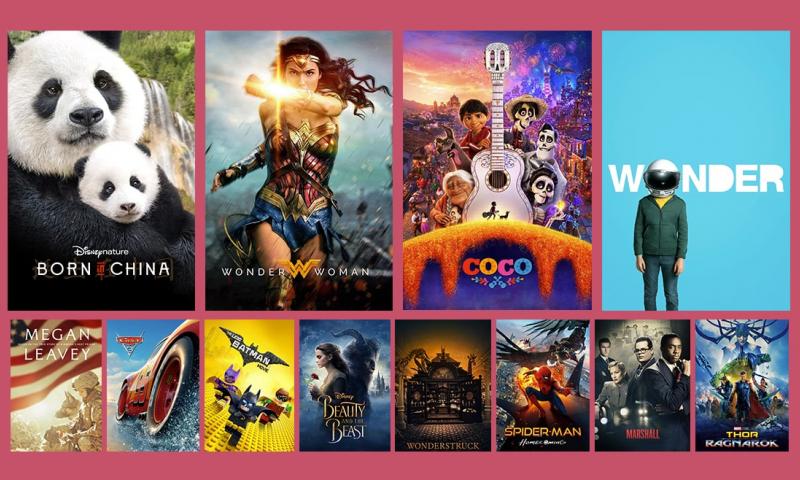 Disneynature
BORN IN CHINA
WONDER WOMAN
COCO
WONDER
MEGAN
LEAVEY
3
THE LEGO
BATMAN
MOVIE
Disney
BEAUTY
AND THE
BEAST
WONDERSTRUCK
SPIDER-MAN
HOMECOMING
MARSHALL
THOR
RAGNAROK